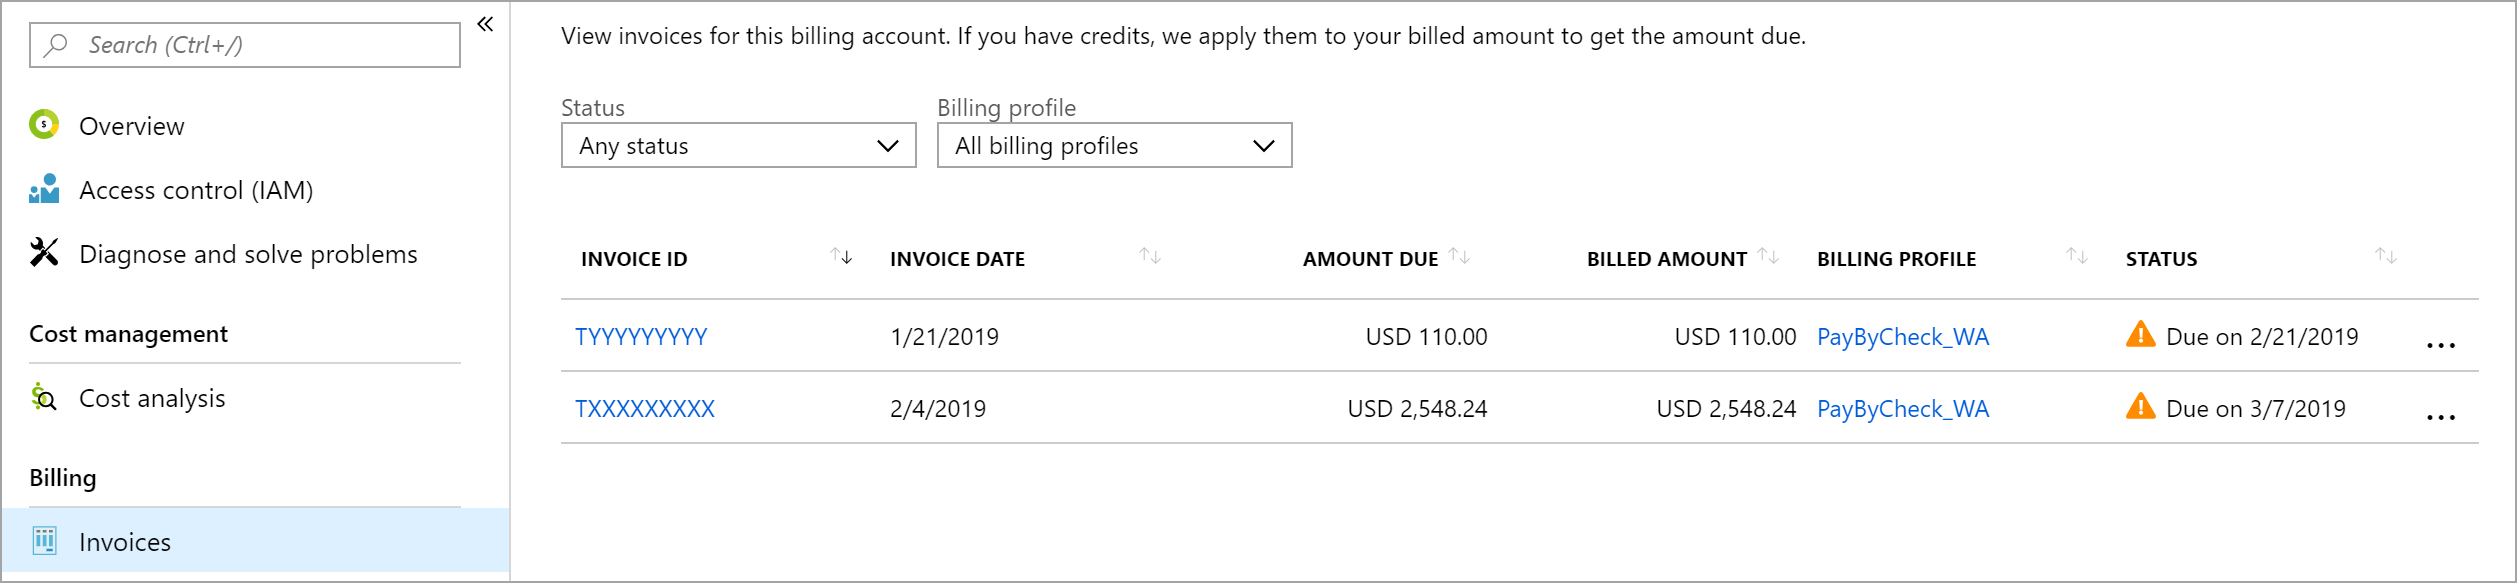 Search (Ctrl+/)
Overview
Access control (IAM)
Diagnose and solve problems
Cost management
Cost analysis
Billing
Invoices
View invoices for this billing account. If you have credits, we apply them to your billed amount to get the amount due.
Status
Any status
Billing profile
All billing profiles
INVOICE ID INVOICE DATE AMOUNT DUE BILLED AMOUNT BILLING PROFILE STATUS
TYYYYYYYYY 1/21/2019 USD 110.00 USD 110.00 PayByCheck_WA Due on 2/21/2019
TXXXXXXXXX 2/4/2019 USD 2,548.24 USD 2,548.24 PayByCheck_WA Due on 3/7/2019